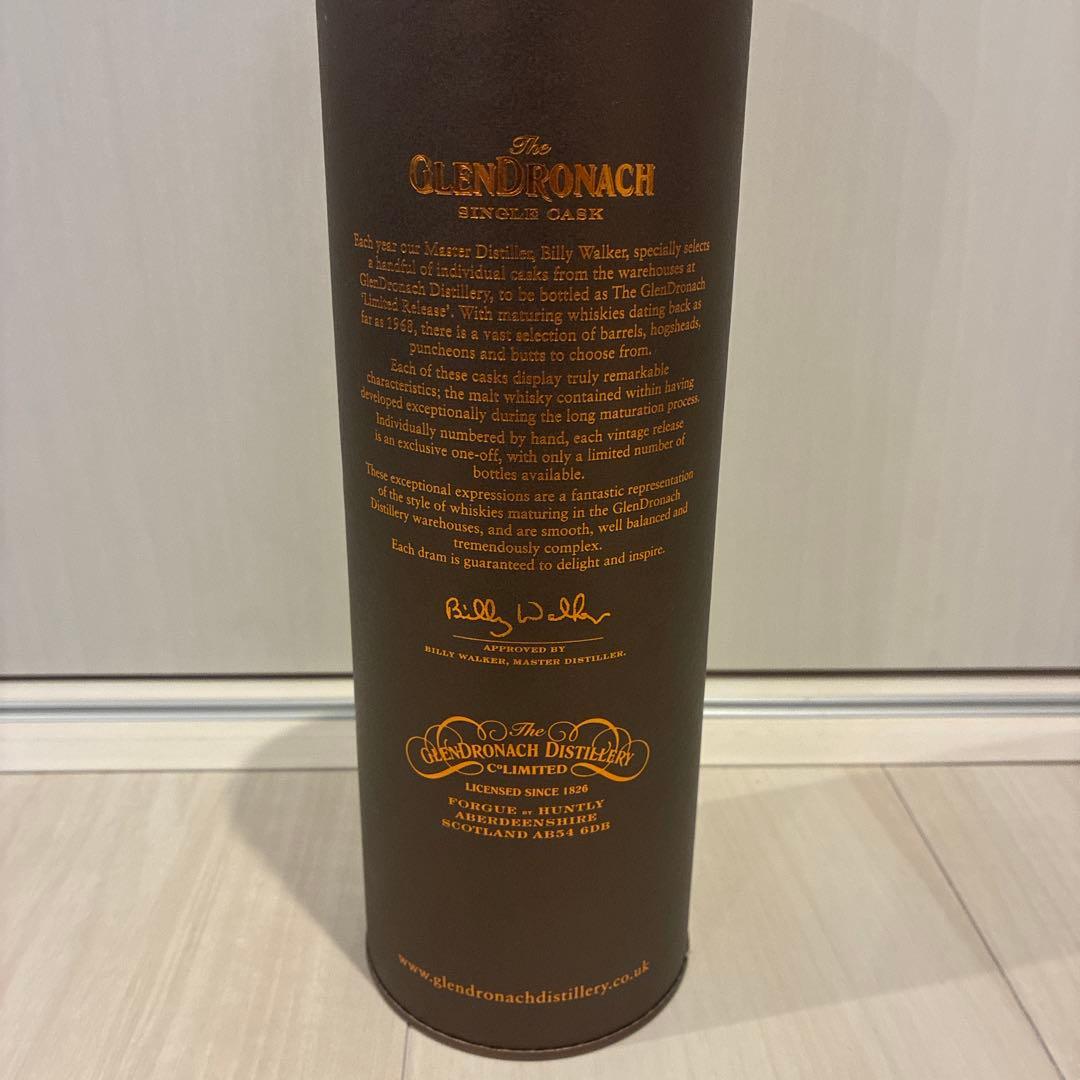 The
GLENDRONACH
SINGLE CASK
Each year our Master Distiller, Billy Walker, specially selects
a handful of individual casks from the warehouses at
GlenDronach Distillery, to be bottled as The GlenDronach
'Limited Release'. With maturing whiskies dating back as
far as 1968, there is a vast selection of barrels, hogsheads,
puncheons and butts to choose from.
Each of these casks display truly remarkable
characteristics; the malt whisky contained within having
developed exceptionally during the long maturation process.
Individually numbered by hand, each vintage release
is an exclusive one-off, with only a limited number of
bottles available.
These exceptional expressions are a fantastic representation
of the style of whiskies maturing in the GlenDronach
Distillery warehouses, and are smooth, well balanced and
tremendously complex.
Each dram is guaranteed to delight and inspire.
Billy Walker
APPROVED BY
BILLY WALKER, MASTER DISTILLER.
The
GLENDRONACH DISTILLERY
Cº LIMITED
LICENSED SINCE 1826
FORGUE BY HUNTLY
ABERDEENSHIRE
SCOTLAND AB54 6DB
www.glendronachdistillery.co.uk